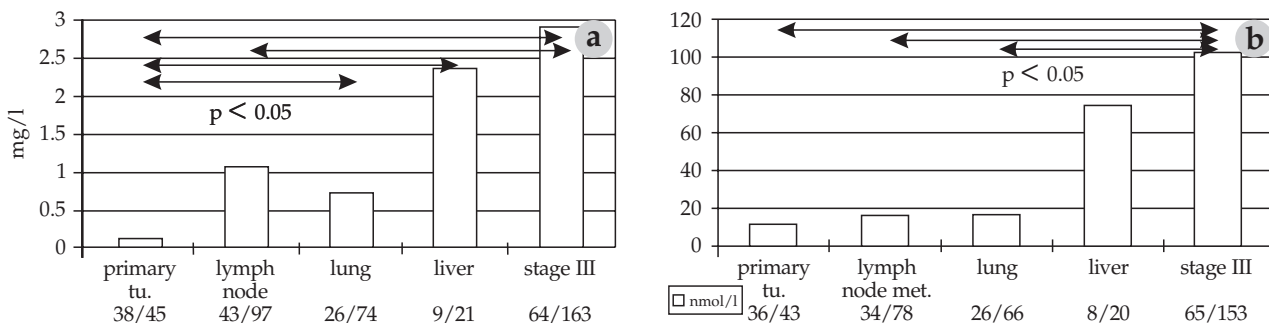 3
2.5
2
1.5
1
0.5
0
mg/l
a
p < 0.05
primary lymph lung liver stage III
tu. node
38/45 43/97 26/74 9/21 64/163
120
100
80
60
40
20
0
b
p < 0.05
primary lymph lung liver stage III
tu. node met.
nmol/l
36/43 34/78 26/66 8/20 65/153